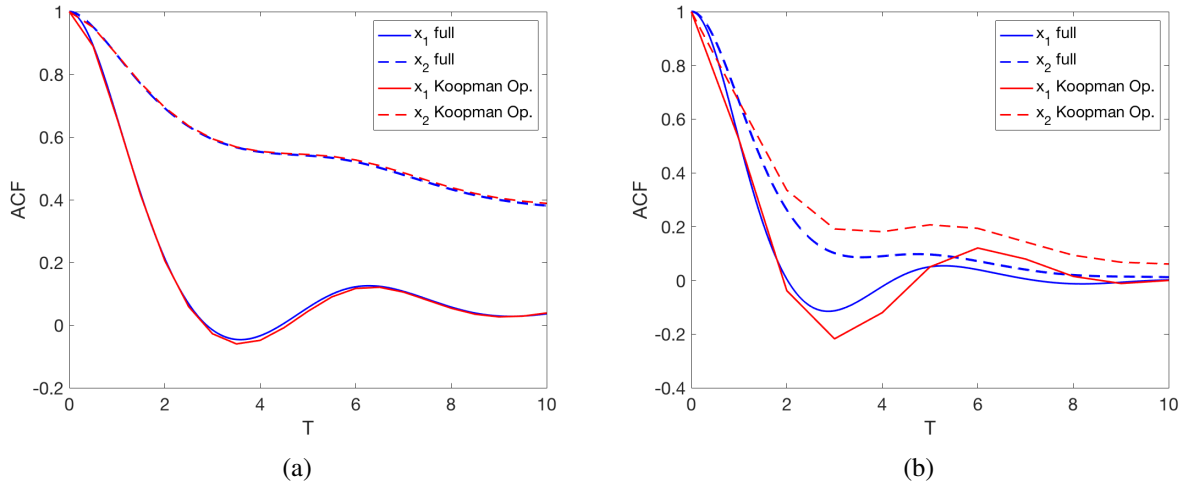 x1 full
x2 full
x1 Koopman Op.
x2 Koopman Op.
1
0.8
0.6
0.4
0.2
0
-0.2
ACF
0 2 4 6 8 10
T
(a)
x1 full
x2 full
x1 Koopman Op.
x2 Koopman Op.
1
0.8
0.6
0.4
0.2
0
-0.2
-0.4
ACF
0 2 4 6 8 10
T
(b)